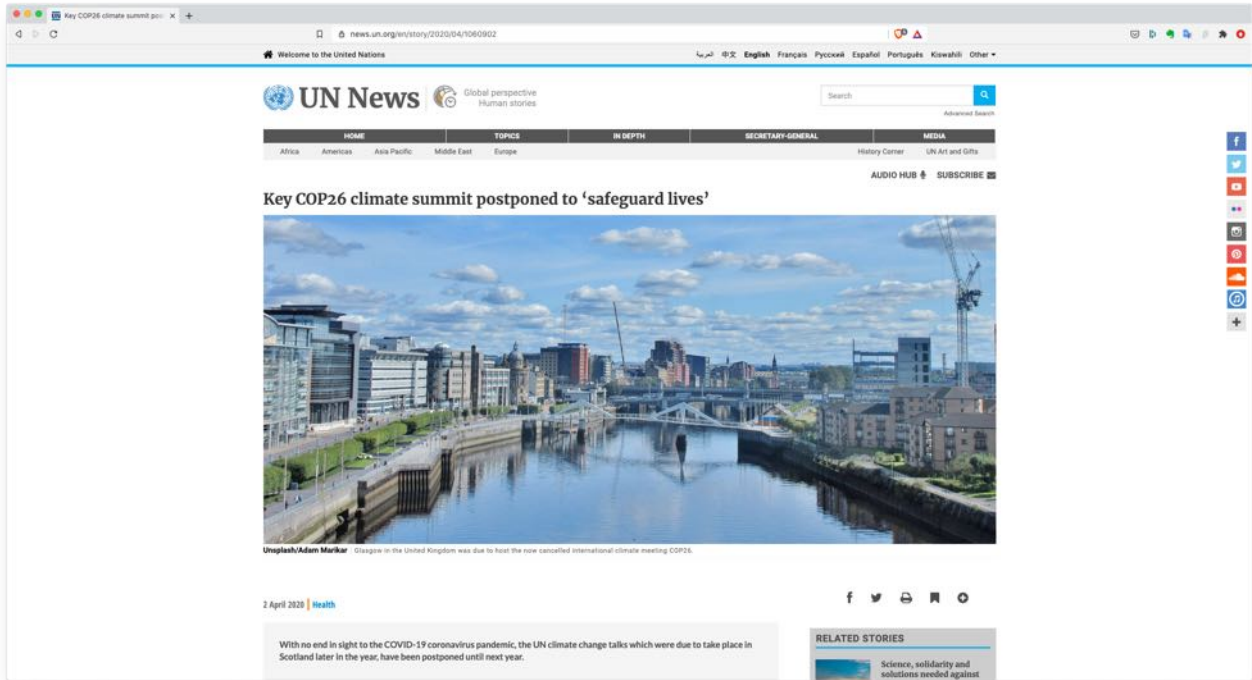 Key COP26 climate summit pos
news.un.org/en/story/2020/04/1060902
Welcome to the United Nations
العربية 中文 English Français Русский Español Português Kiswahili Other
UN News
Global perspective
Human stories
Search
Advanced Search
HOME TOPICS IN DEPTH SECRETARY-GENERAL MEDIA
Africa Americas Asia Pacific Middle East Europe History Corner UN Art and Gifts
AUDIO HUB SUBSCRIBE
Key COP26 climate summit postponed to ‘safeguard lives’
Unsplash/Adam Marikar | Glasgow in the United Kingdom was due to host the now cancelled international climate meeting COP26.
2 April 2020 | Health
With no end in sight to the COVID-19 coronavirus pandemic, the UN climate change talks which were due to take place in
Scotland later in the year, have been postponed until next year.
RELATED STORIES
Science, solidarity and
solutions needed against